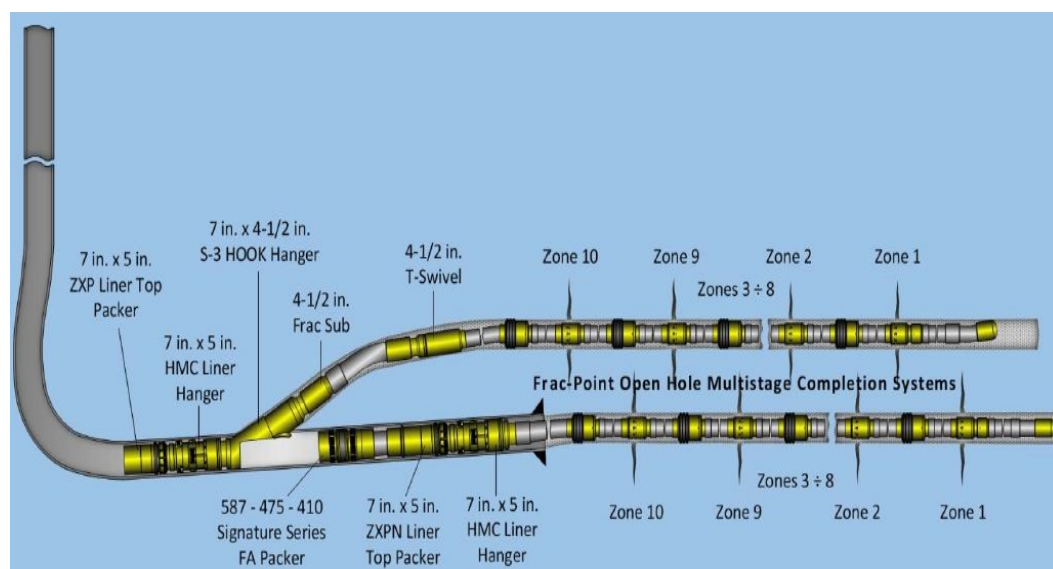 7 in. x 4-1/2 in.
S-3 HOOK Hanger
7 in. x 5 in.
ZXP Liner Top
Packer
4-1/2 in.
T-Swivel
Zone 10
Zone 9
Zone 2
Zone 1
Zones 3 ÷ 8
4-1/2 in.
Frac Sub
7 in. x 5 in.
HMC Liner
Hanger
Frac-Point Open Hole Multistage Completion Systems
587 - 475 - 410
Signature Series
FA Packer
7 in. x 5 in.
ZXPN Liner
Top Packer
7 in. x 5 in.
HMC Liner
Hanger
Zones 3 ÷ 8
Zone 10
Zone 9
Zone 2
Zone 1